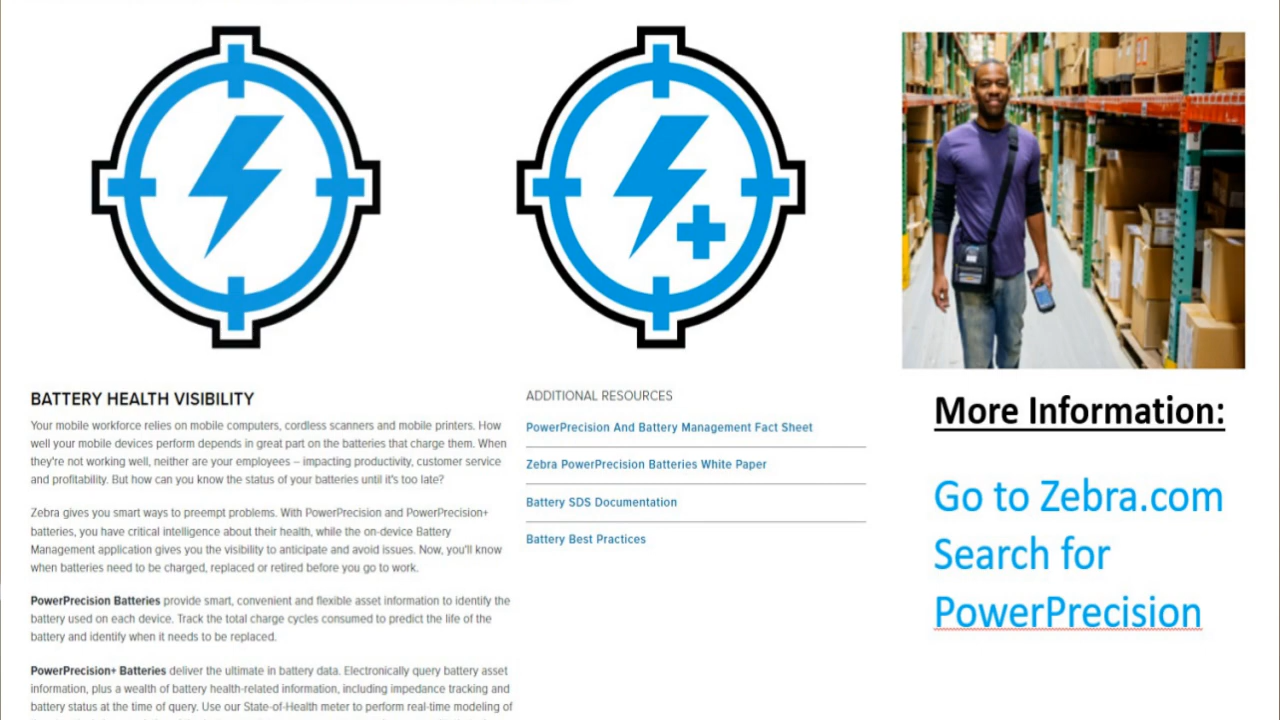 BATTERY HEALTH VISIBILITY
Your mobile workforce relies on mobile computers, cordless scanners and mobile printers. How
well your mobile devices perform depends in great part on the batteries that charge them. When
they're not working well, neither are your employees – impacting productivity, customer service
and profitability. But how can you know the status of your batteries until it's too late?
Zebra gives you smart ways to preempt problems. With PowerPrecision and PowerPrecision+
batteries, you have critical intelligence about their health, while the on-device Battery
Management application gives you the visibility to anticipate and avoid issues. Now, you'll know
when batteries need to be charged, replaced or retired before you go to work.
PowerPrecision Batteries provide smart, convenient and flexible asset information to identify the
battery used on each device. Track the total charge cycles consumed to predict the life of the
battery and identify when it needs to be replaced.
PowerPrecision+ Batteries deliver the ultimate in battery data. Electronically query battery asset
information, plus a wealth of battery health-related information, including impedance tracking and
battery status at the time of query. Use our State-of-Health meter to perform real-time modeling of
ADDITIONAL RESOURCES
PowerPrecision And Battery Management Fact Sheet
Zebra PowerPrecision Batteries White Paper
Battery SDS Documentation
Battery Best Practices
More Information:
Go to Zebra.com
Search for
PowerPrecision